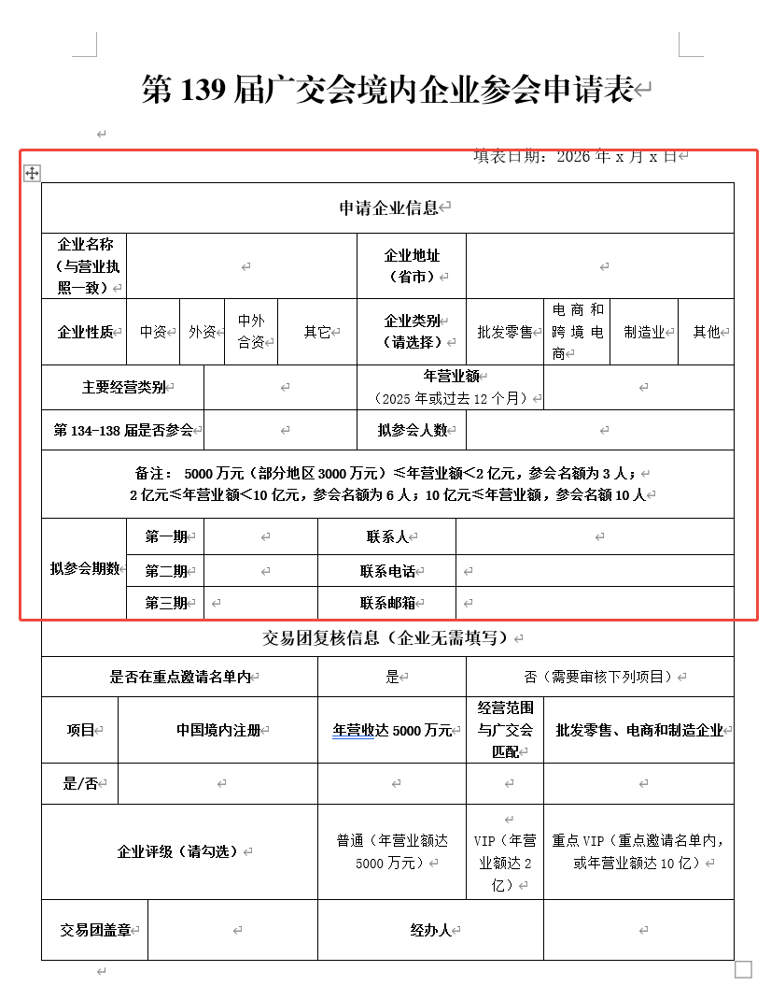 第 139 届广交会境内企业参会申请表
填表日期：2026 年 x 月 x 日
申请企业信息
企业名称
（与营业执
照一致）
企业地址
（省市）
企业性质
中资
外资
中外
合资
其它
企业类别
（请选择）
批发零售
电商和
跨境电
商
制造业
其他
主要经营类别
年营业额
（2025 年或过去 12 个月）
第 134-138 届是否参会
拟参会人数
备注： 5000 万元（部分地区 3000 万元）≤年营业额＜2 亿元，参会名额为 3 人；
2 亿元≤年营业额＜10 亿元，参会名额为 6 人；10 亿元≤年营业额，参会名额 10 人
拟参会期数
第一期
联系人
第二期
联系电话
第三期
联系邮箱
交易团复核信息（企业无需填写）
是否在重点邀请名单内
是
否（需要审核下列项目）
项目
中国境内注册
年营收达 5000 万元
经营范围
与广交会
匹配
批发零售、电商和制造企业
是/否
企业评级（请勾选）
普通（年营业额达
5000 万元）
VIP（年营
业额达 2
亿）
重点 VIP（重点邀请名单内，
或年营业额达 10 亿）
交易团盖章
经办人